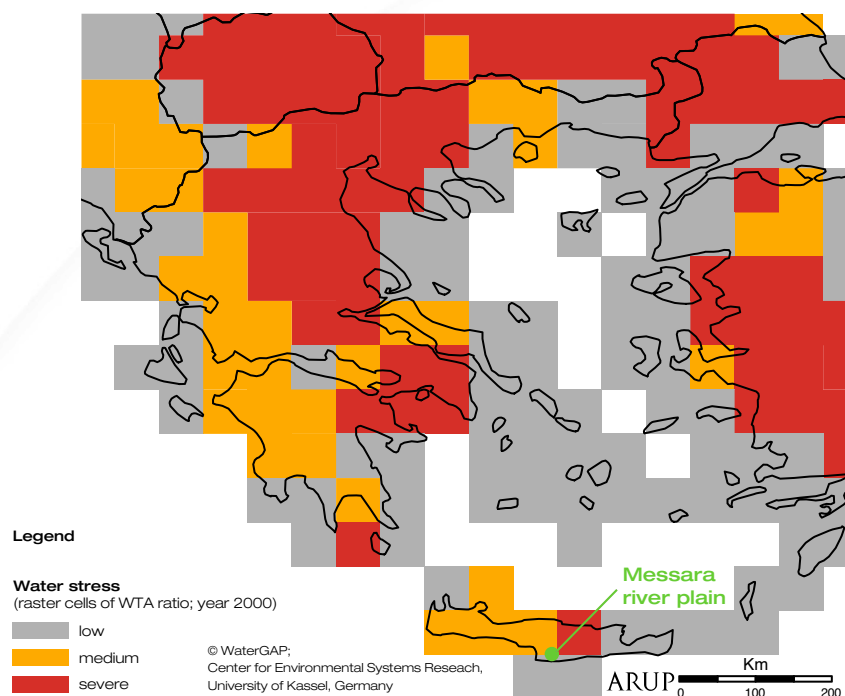 Messara
river plain
Legend
Water stress
(raster cells of WTA ratio; year 2000)
low
medium
severe
© WaterGAP;
Center for Environmental Systems Reseach,
University of Kassel, Germany
ARUP
Km
0 100 200